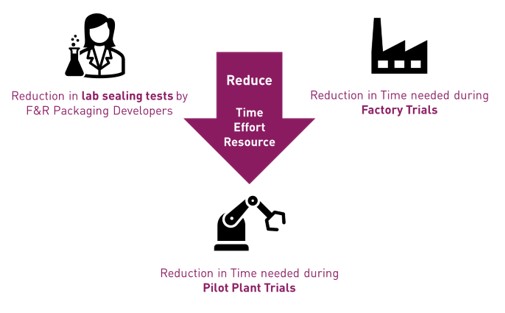 Reduction in lab sealing tests by
F&R Packaging Developers
Reduce
Time
Effort
Resource
Reduction in Time needed during
Factory Trials
Reduction in Time needed during
Pilot Plant Trials